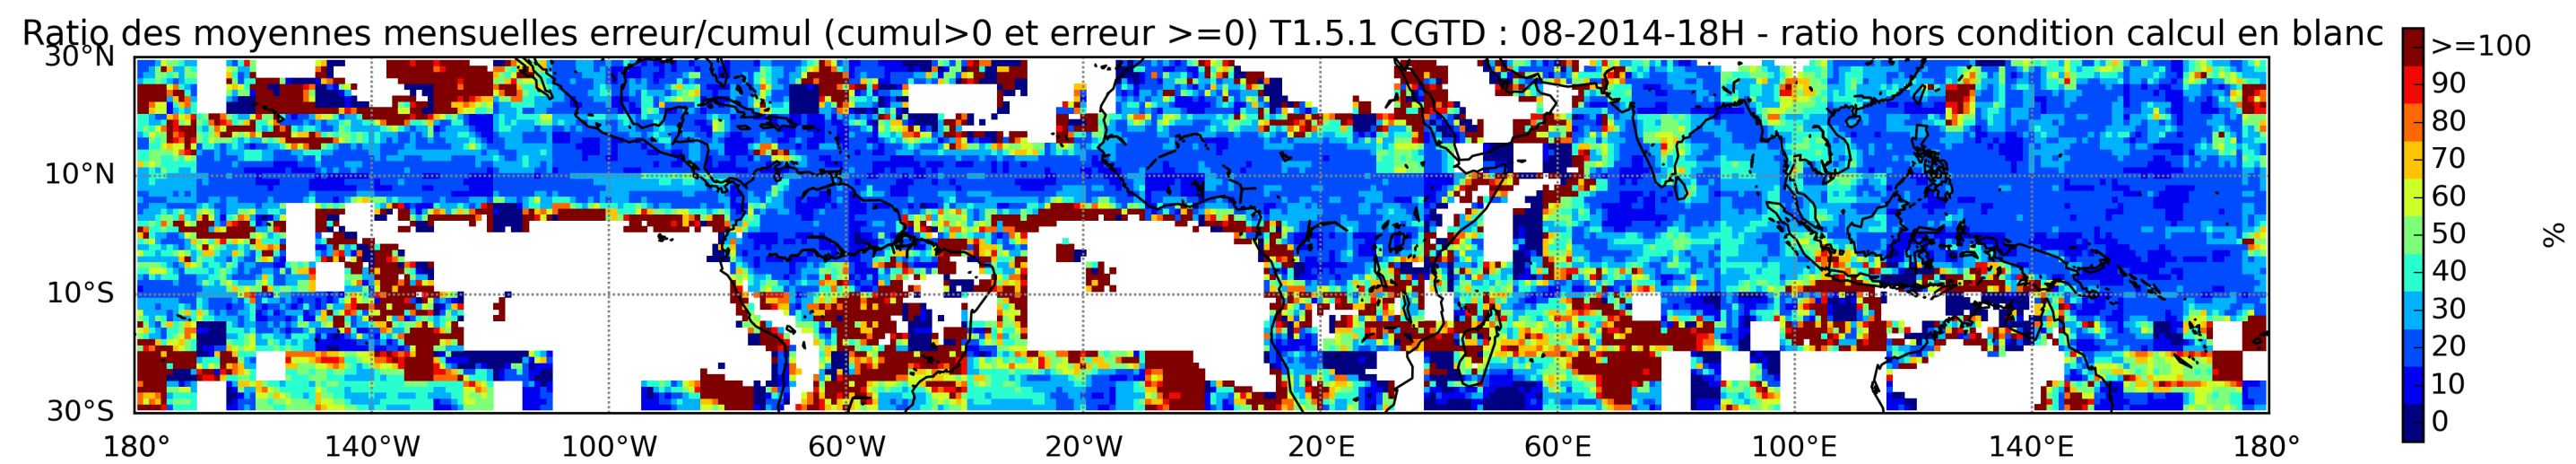 Ratio des moyennes mensuelles erreur/cumul (cumul>0 et erreur >=0) T1.5.1 CGTD : 08-2014-18H - ratio hors condition calcul en blanc
30°N
10°N
10°S
30°S
180°
140°W
100°W
60°W
20°W
20°E
60°E
100°E
140°E
180°
>=100
90
80
70
60
50
40
30
20
10
0
%